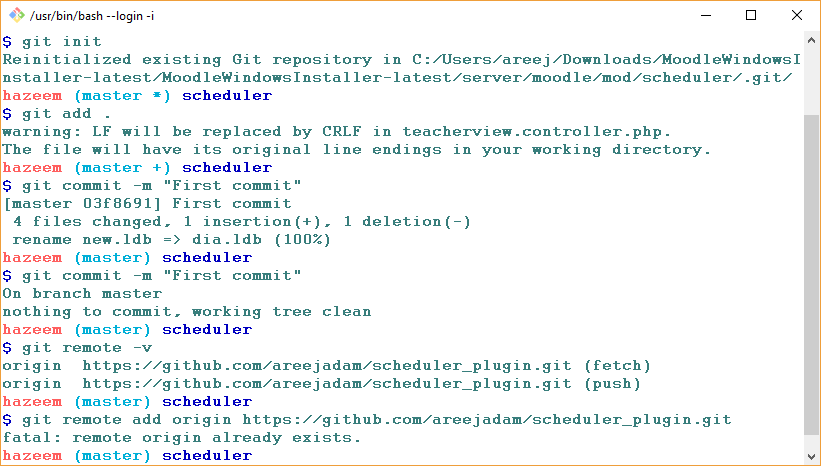 /usr/bin/bash --login -i
$ git init
Reinitialized existing Git repository in C:/Users/areej/Downloads/MoodleWindowsI
nstaller-latest/MoodleWindowsInstaller-latest/server/moodle/mod/scheduler/.git/
hazeem (master *) scheduler
$ git add .
warning: LF will be replaced by CRLF in teacherview.controller.php.
The file will have its original line endings in your working directory.
hazeem (master +) scheduler
$ git commit -m "First commit"
[master 03f8691] First commit
 4 files changed, 1 insertion(+), 1 deletion(-)
 rename new.ldb => dia.ldb (100%)
hazeem (master) scheduler
$ git commit -m "First commit"
On branch master
nothing to commit, working tree clean
hazeem (master) scheduler
$ git remote -v
origin  https://github.com/areejadam/scheduler_plugin.git (fetch)
origin  https://github.com/areejadam/scheduler_plugin.git (push)
hazeem (master) scheduler
$ git remote add origin https://github.com/areejadam/scheduler_plugin.git
fatal: remote origin already exists.
hazeem (master) scheduler